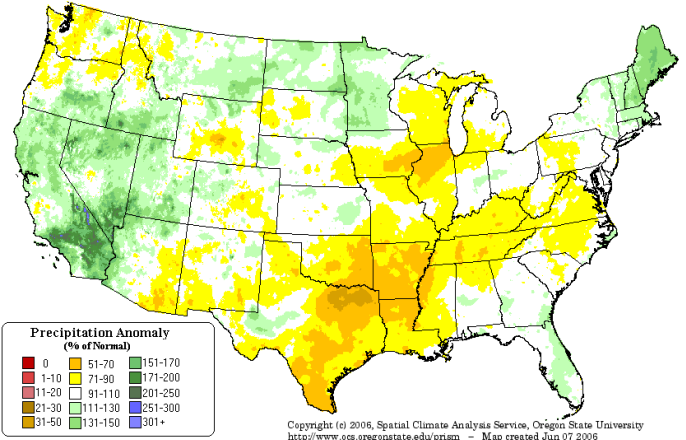 Precipitation Anomaly
(% of Normal)
0 51-70 151-170
1-10 71-90 171-200
11-20 91-110 201-250
21-30 111-130 251-300
31-50 131-150 301+
Copyright (c) 2006, Spatial Climate Analysis Service, Oregon State University
http://www.ocs.oregonstate.edu/prism - Map created Jun 07 2006